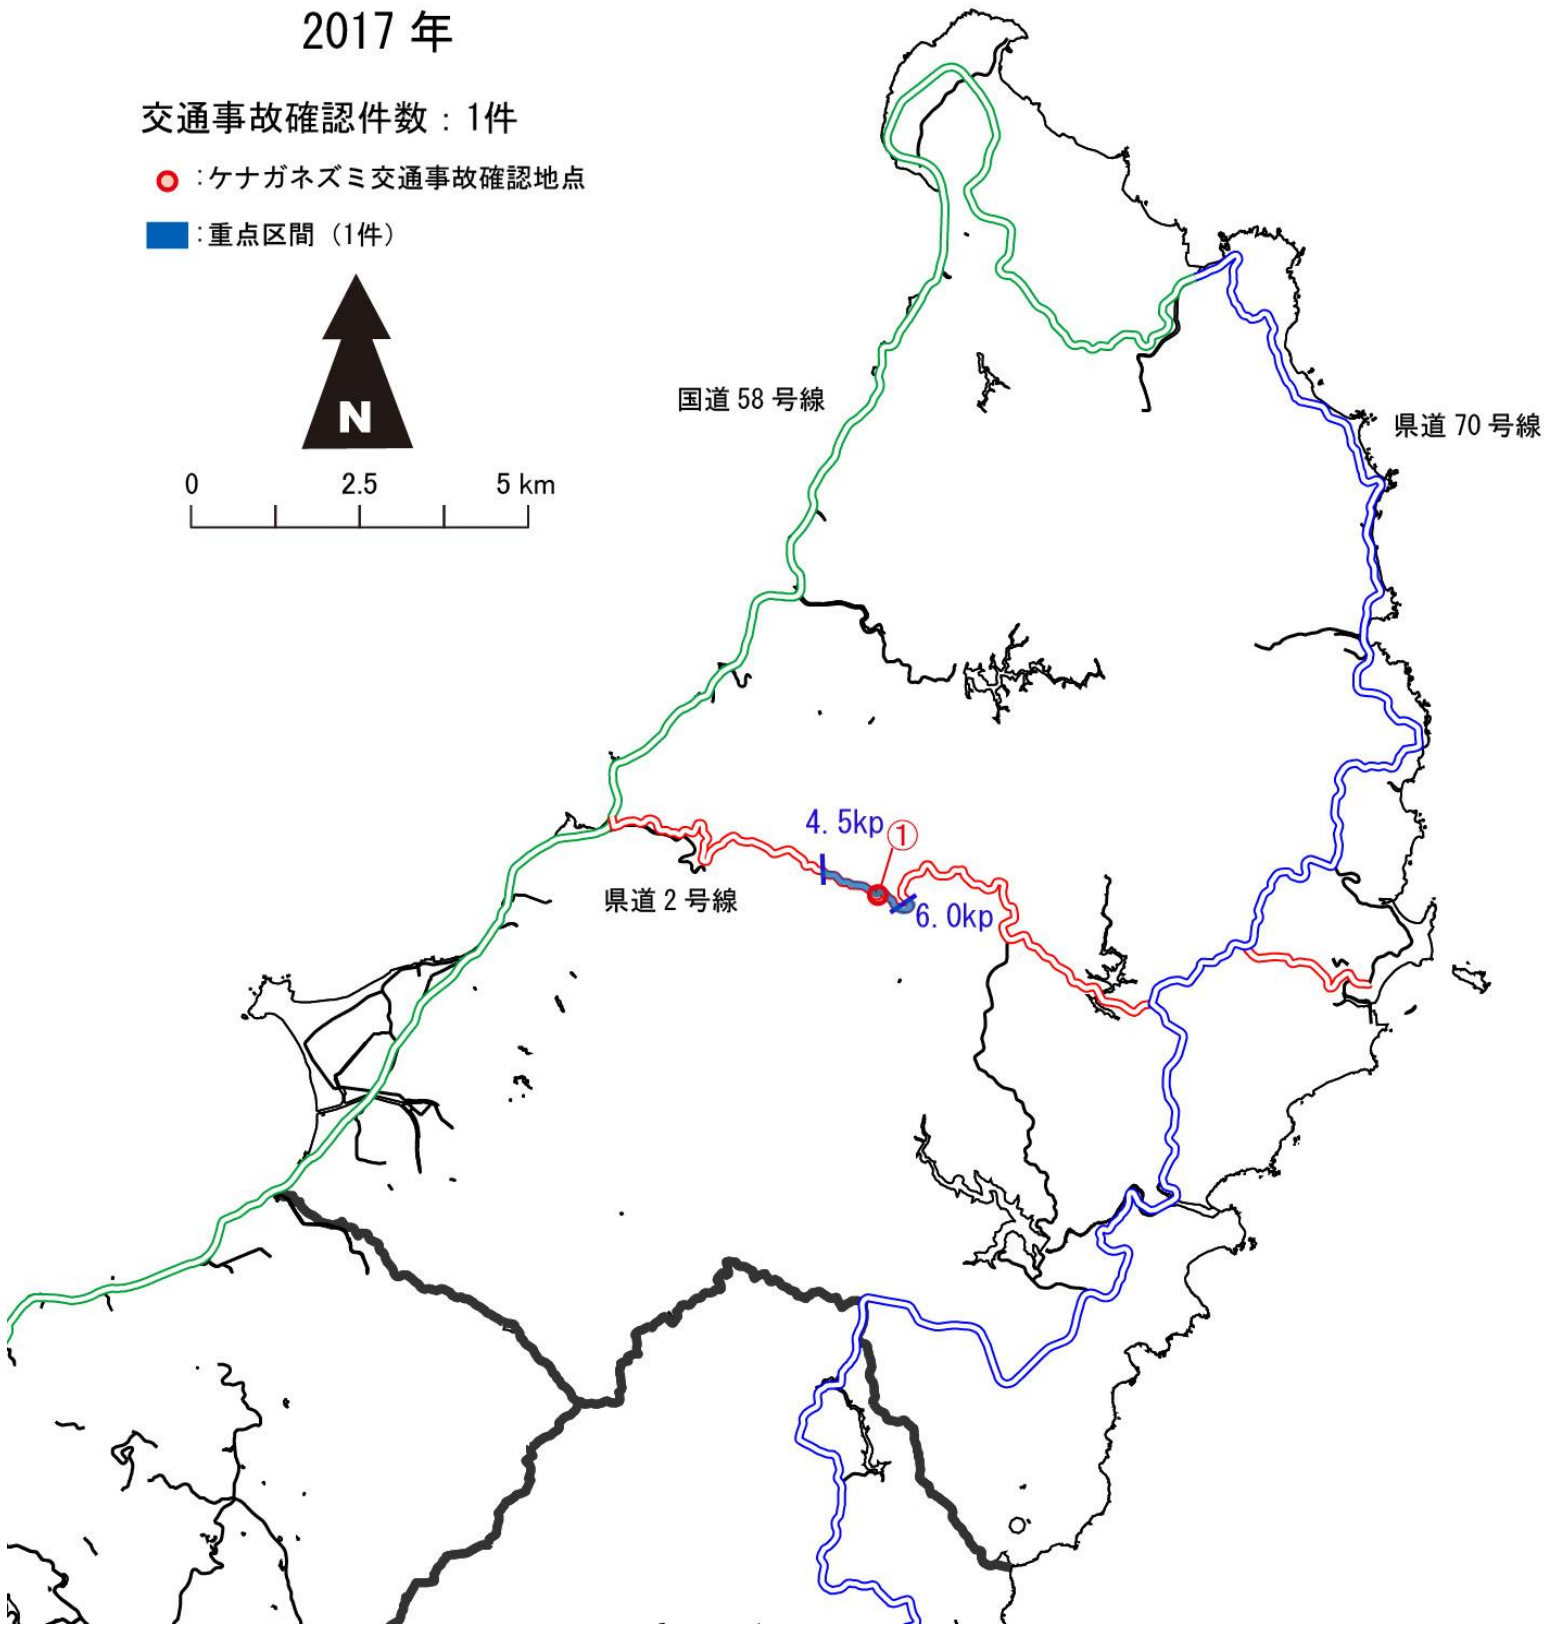 2017 年
交通事故確認件数 : 1件
:ケナガネズミ交通事故確認地点
:重点区間 (1件)
N
0 2.5 5 km
国道 58 号線
県道 70 号線
4.5kp
①
県道 2 号線
6.0kp